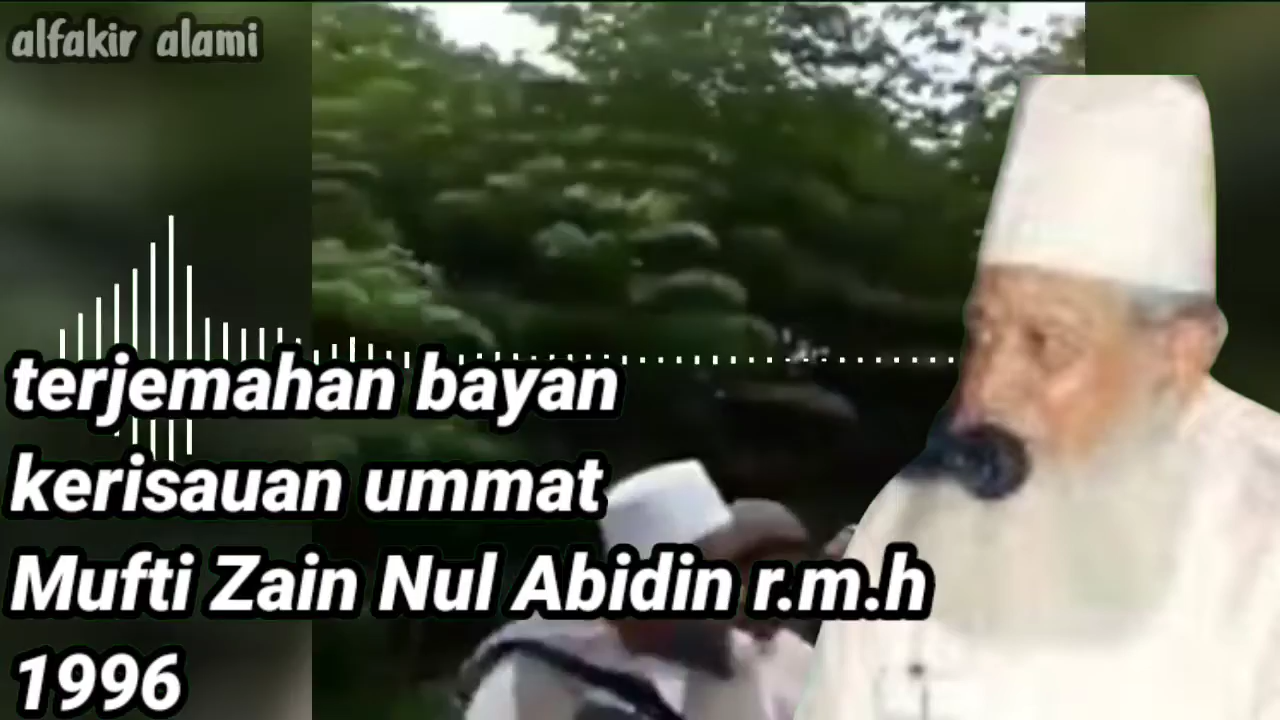 alfakir alami
terjemahan bayan
kerisauan ummat
Mufti Zain Nul Abidin r.m.h
1996